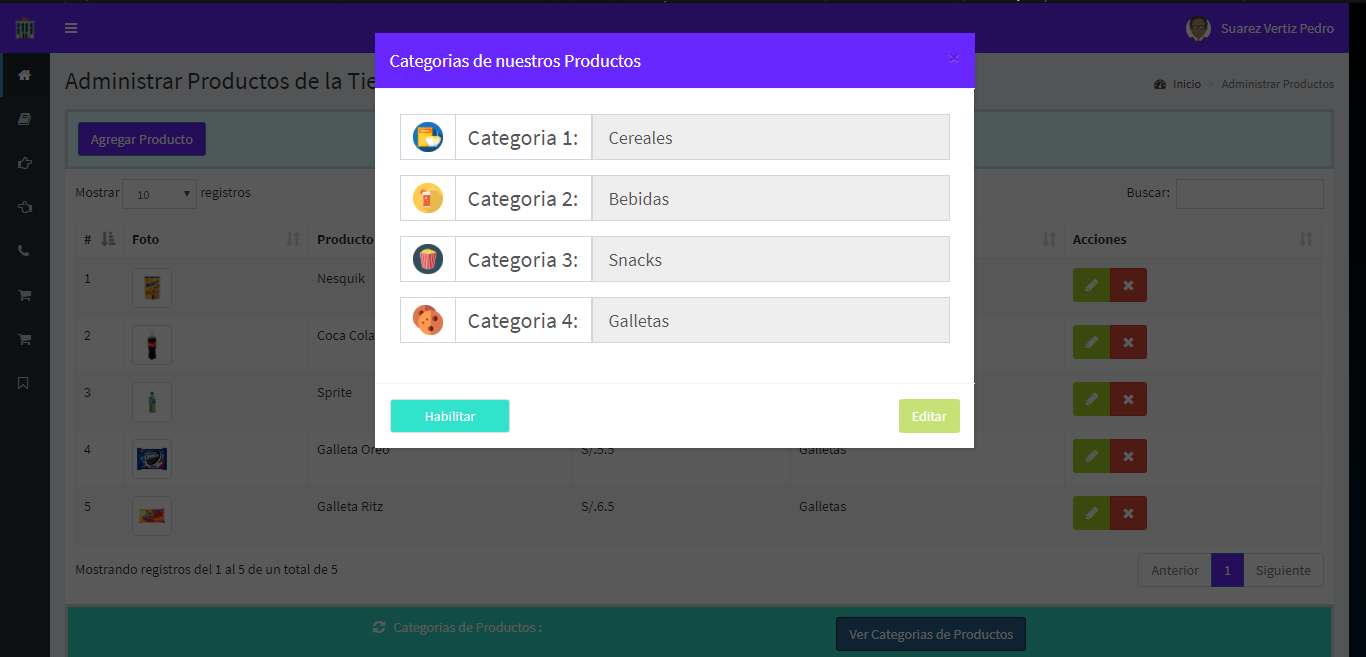 Suarez Vertiz Pedro
Categorias de nuestros Productos ×
Administrar Productos de la Tie
Inicio > Administrar Productos
Agregar Producto
Categoria 1: Cereales
Categoria 2: Bebidas
Categoria 3: Snacks
Categoria 4: Galletas
Habilitar Editar
Mostrar 10 registros Buscar:
# Foto Producto Acciones
1 Nesquik
2 Coca Cola
3 Sprite
4 Galleta Oreo S/.5.5 Galletas
5 Galleta Ritz S/.6.5 Galletas
Mostrando registros del 1 al 5 de un total de 5 Anterior 1 Siguiente
Categorias de Productos : Ver Categorias de Productos